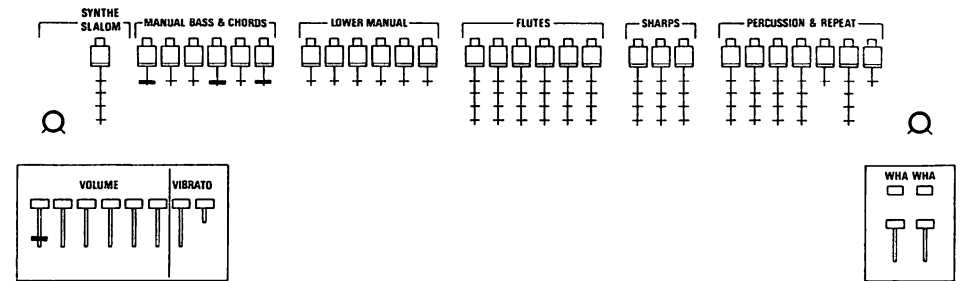 SYNTHE
SLALOM
MANUAL BASS & CHORDS
LOWER MANUAL
FLUTES
SHARPS
PERCUSSION & REPEAT
VOLUME
VIBRATO
WHA WHA